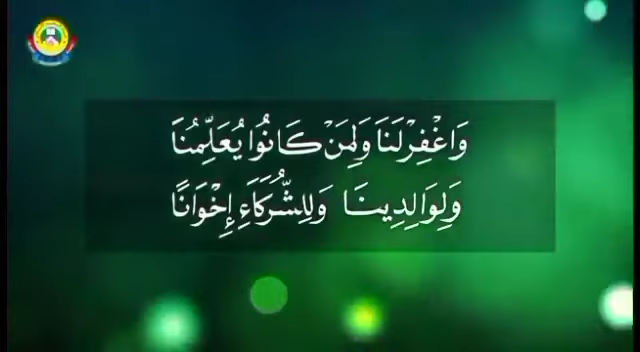 وَاغْفِرْلَنَا وَلِمَنْ كَانُوا يُعَلِّمُنَا
وَلِوَالِدِينَا وَلِلشُّرَكَاءِ إِخْوَانًا